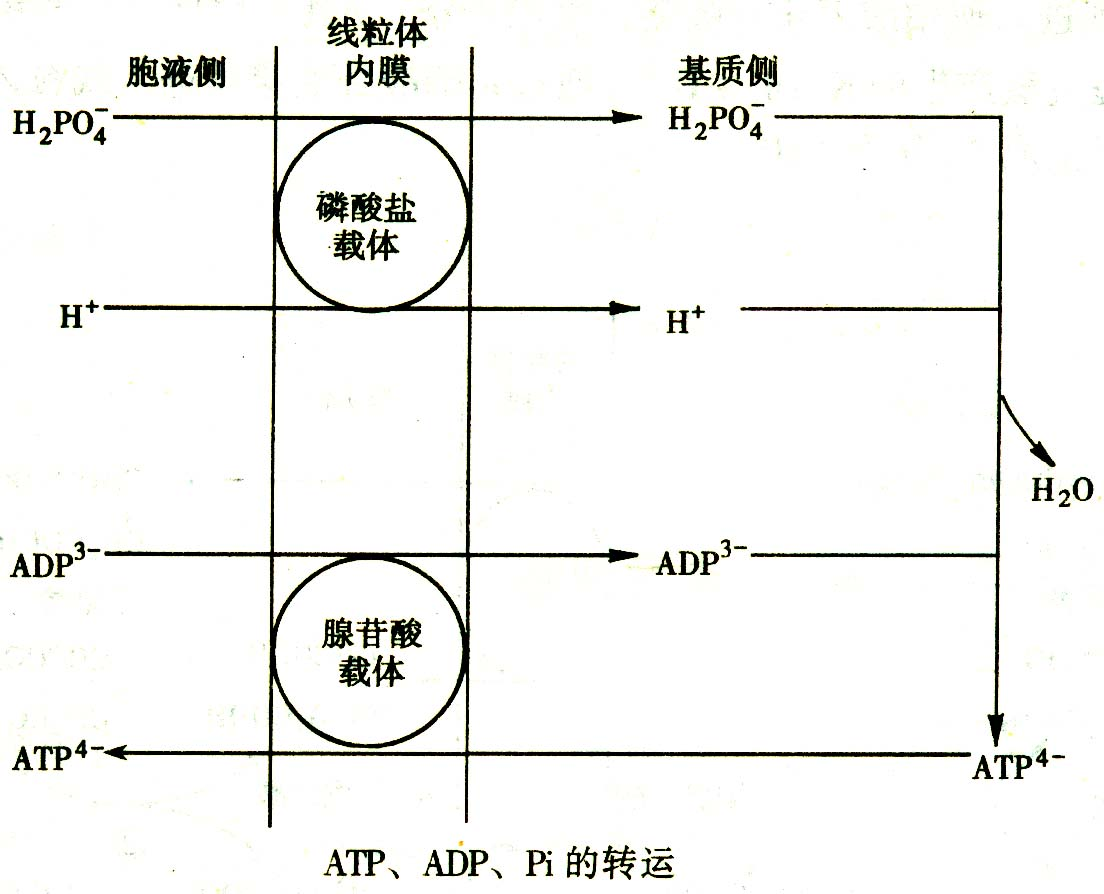 线粒体
内膜
胞液侧
基质侧
H₂PO₄⁻
H₂PO₄⁻
磷酸盐
载体
H⁺
H⁺
H₂O
ADP³⁻
ADP³⁻
腺苷酸
载体
ATP⁴⁻
ATP⁴⁻
ATP、ADP、Pi 的转运